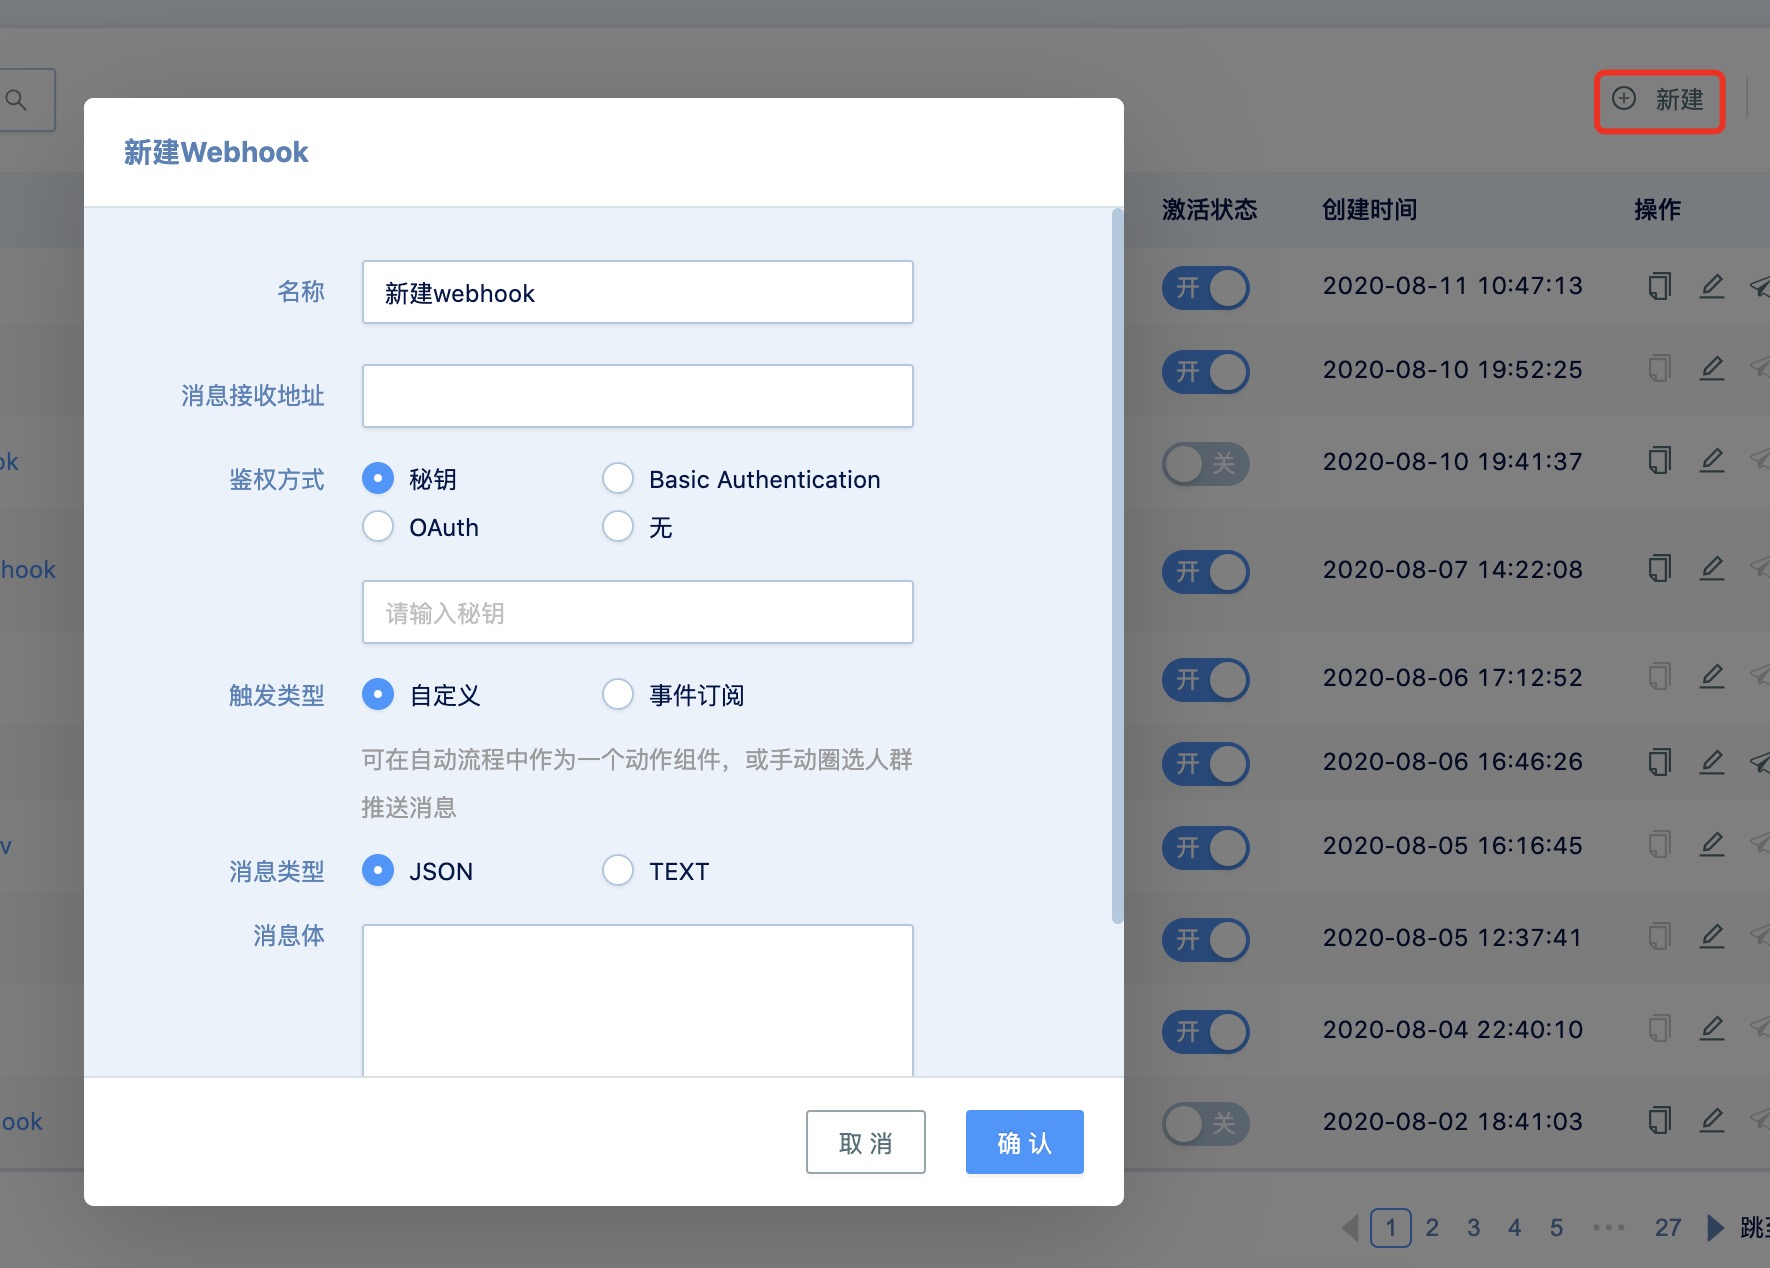 新建
新建Webhook
激活状态 创建时间 操作
名称 新建webhook
开 2020-08-11 10:47:13
消息接收地址
开 2020-08-10 19:52:25
鉴权方式 秘钥 Basic Authentication
OAuth 无
关 2020-08-10 19:41:37
请输入秘钥
hook 开 2020-08-07 14:22:08
触发类型 自定义 事件订阅
开 2020-08-06 17:12:52
可在自动流程中作为一个动作组件，或手动圈选人群
推送消息
开 2020-08-06 16:46:26
消息类型 JSON TEXT
开 2020-08-05 16:16:45
消息体
开 2020-08-05 12:37:41
开 2020-08-04 22:40:10
取 消 确 认
ook 关 2020-08-02 18:41:03
1 2 3 4 5 ••• 27